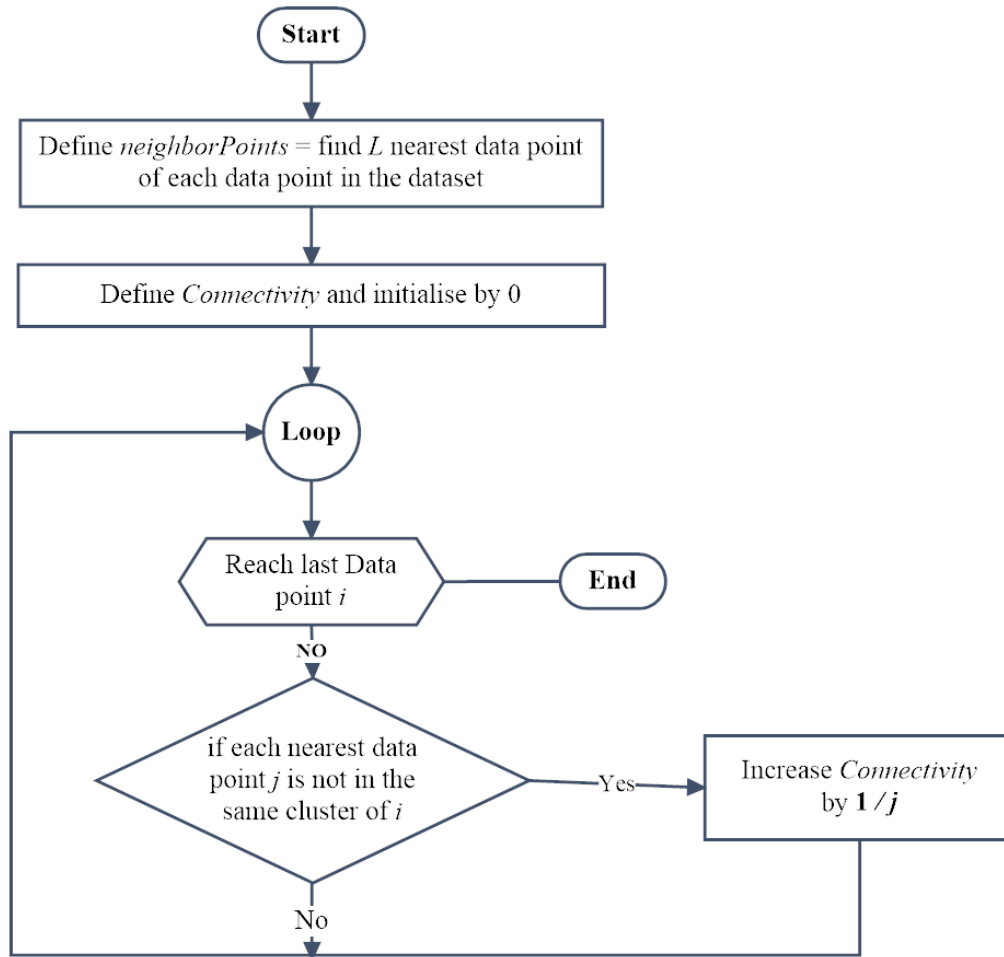 Start
Define neighborPoints = find L nearest data point
of each data point in the dataset
Define Connectivity and initialise by 0
Loop
Reach last Data
point i
End
NO
if each nearest data
point j is not in the
same cluster of i
Yes
Increase Connectivity
by 1 / j
No